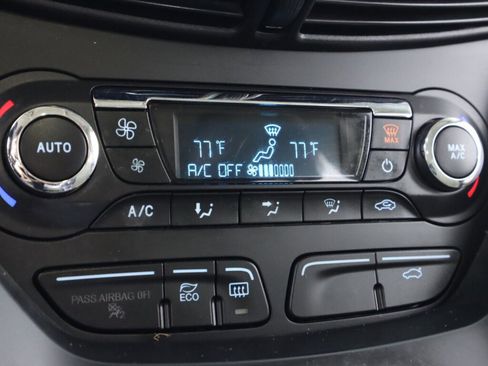 AUTO
77°F
77°F
A/C OFF
MAX
MAX
A/C
A/C
PASS AIRBAG OFF
ECO